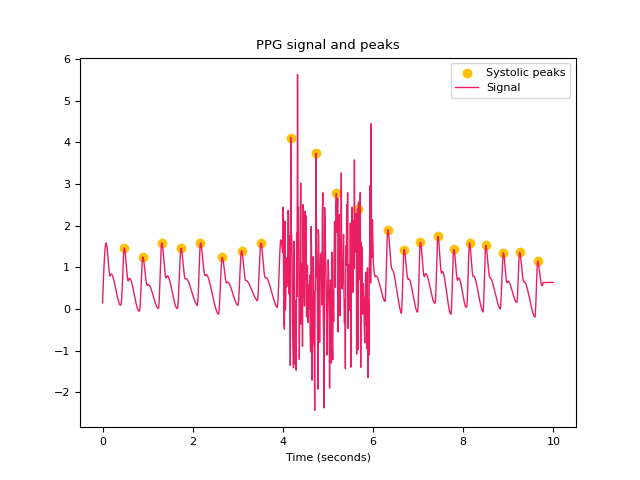 PPG signal and peaks
Systolic peaks
Signal
6
5
4
3
2
1
0
−1
−2
0 2 4 6 8 10
Time (seconds)